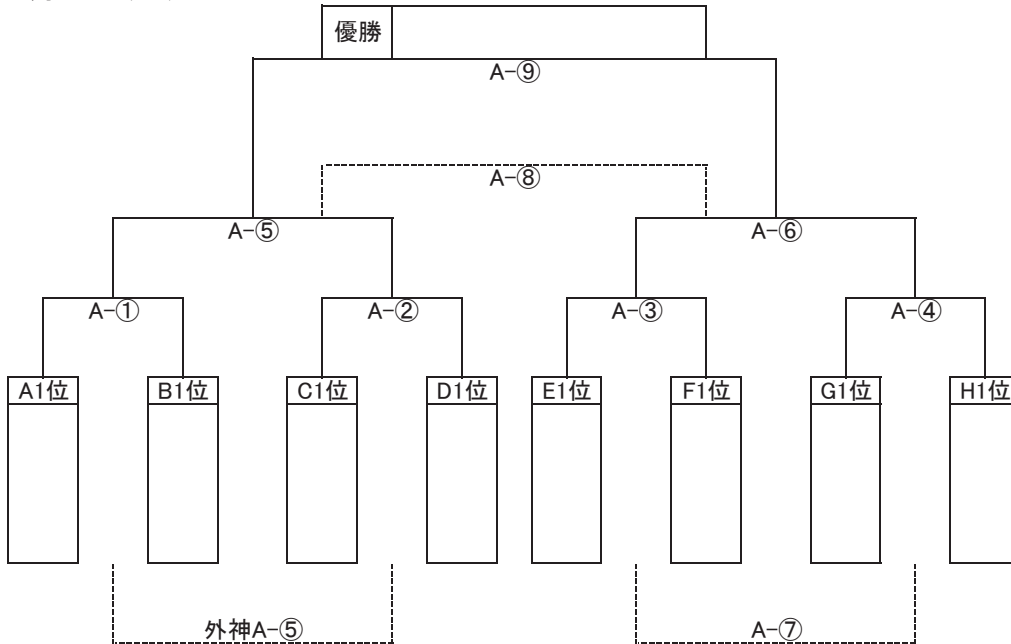 優勝
A-⑨
A-⑧
A-⑤
A-⑥
A-①
A-②
A-③
A-④
A1位
B1位
C1位
D1位
E1位
F1位
G1位
H1位
外神A-⑤
A-⑦